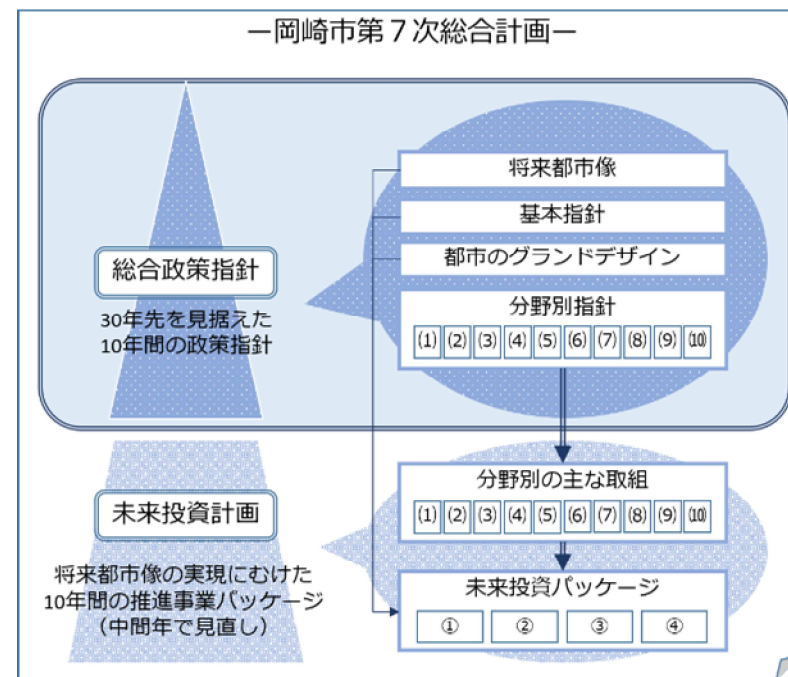 ―岡崎市第７次総合計画―
総合政策指針
30年先を見据えた
10年間の政策指針
将来都市像
基本指針
都市のグランドデザイン
分野別指針
(1) (2) (3) (4) (5) (6) (7) (8) (9) (10)
未来投資計画
将来都市像の実現にむけた
10年間の推進事業パッケージ
（中間年で見直し）
分野別の主な取組
(1) (2) (3) (4) (5) (6) (7) (8) (9) (10)
未来投資パッケージ
① ② ③ ④